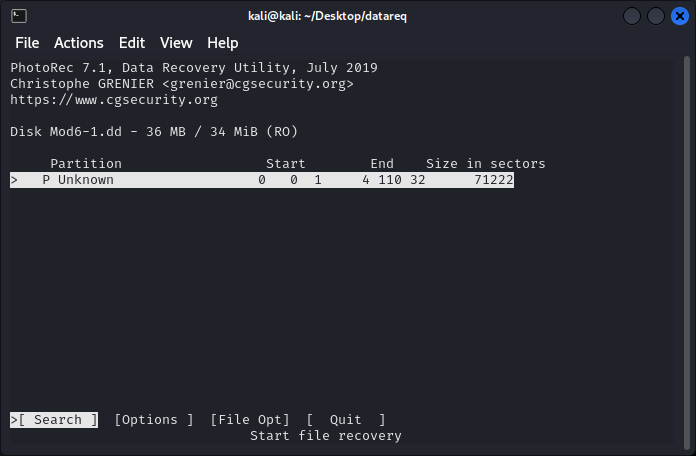 kali@kali: ~/Desktop/datareq
File Actions Edit View Help
PhotoRec 7.1, Data Recovery Utility, July 2019
Christophe GRENIER <grenier@cgsecurity.org>
https://www.cgsecurity.org
Disk Mod6-1.dd - 36 MB / 34 MiB (RO)
Partition Start End Size in sectors
> P Unknown 0 0 1 4 110 32 71222
>[ Search ] [Options ] [File Opt] [ Quit ]
Start file recovery